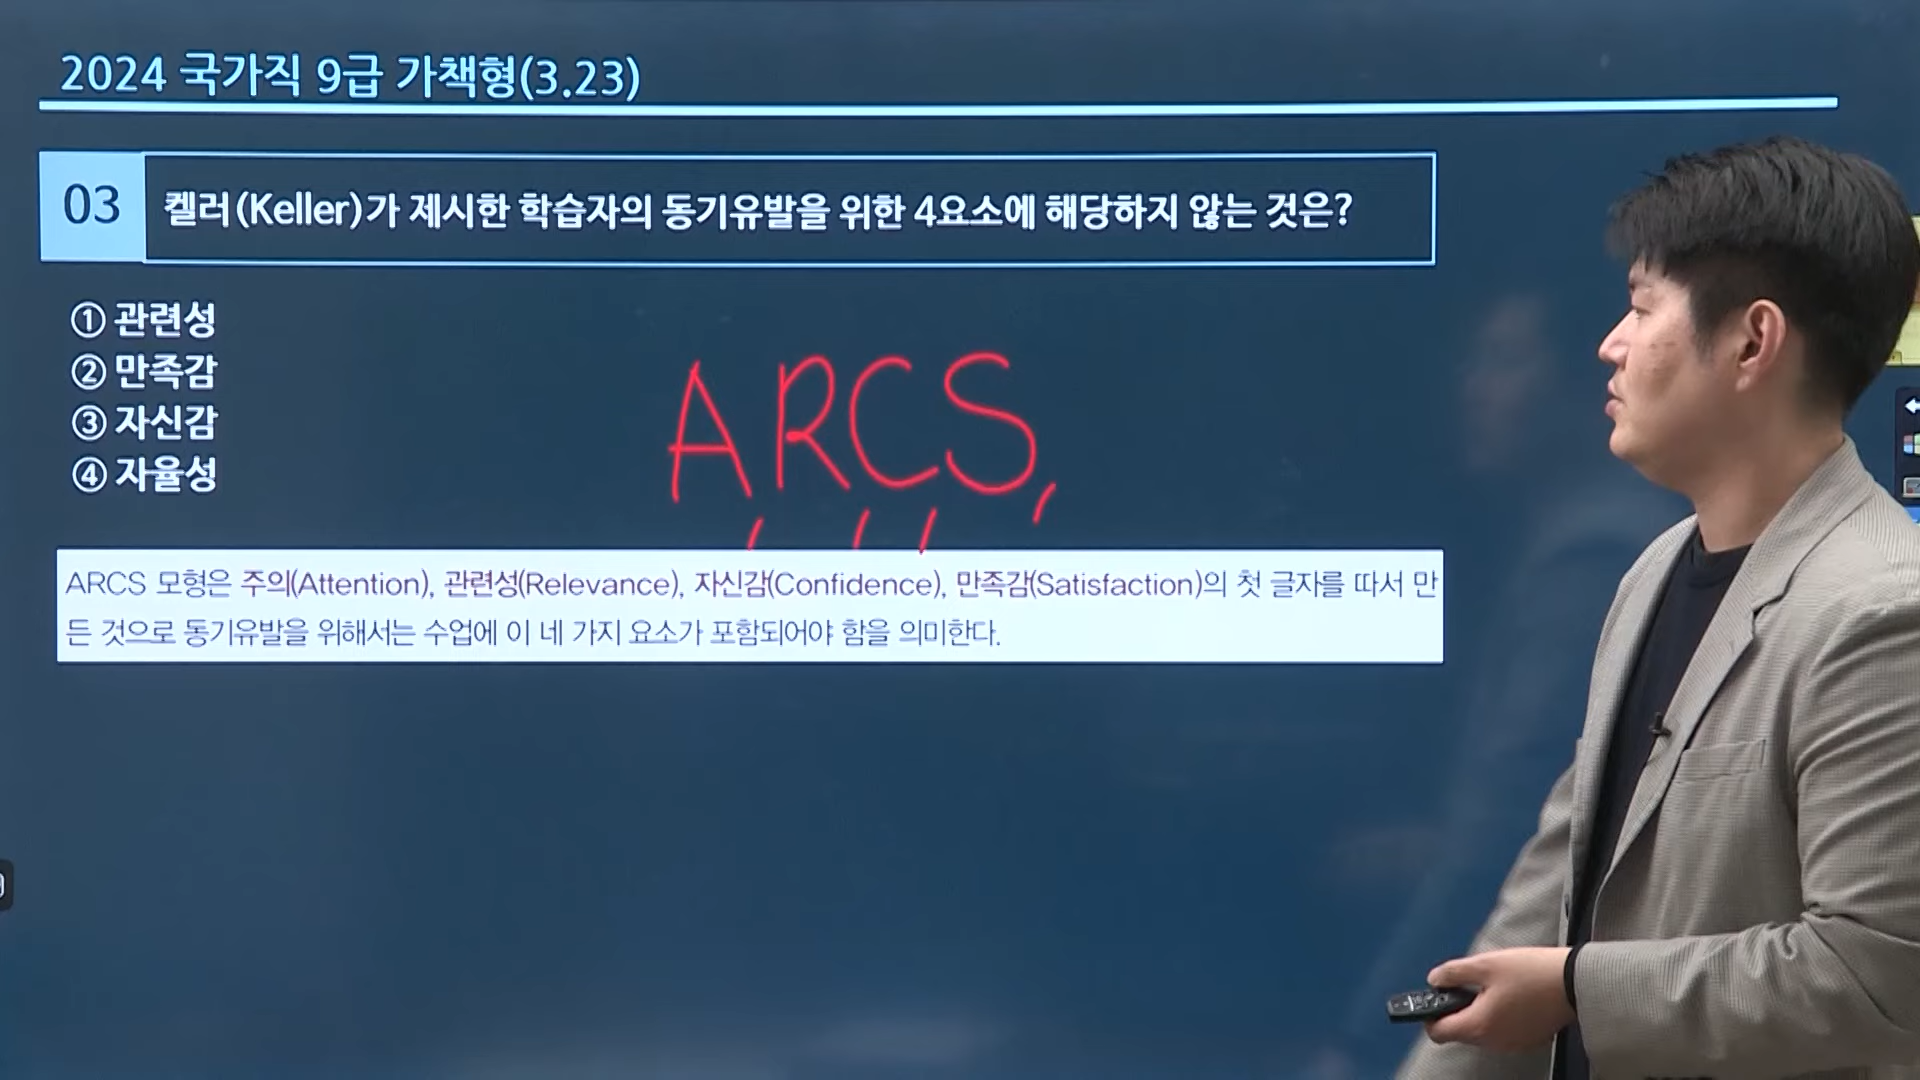 2024 국가직 9급 가책형(3.23)
03 켈러(Keller)가 제시한 학습자의 동기유발을 위한 4요소에 해당하지 않는 것은?
① 관련성
② 만족감
③ 자신감
④ 자율성
ARCS,
ARCS 모형은 주의(Attention), 관련성(Relevance), 자신감(Confidence), 만족감(Satisfaction)의 첫 글자를 따서 만
든 것으로 동기유발을 위해서는 수업에 이 네 가지 요소가 포함되어야 함을 의미한다.